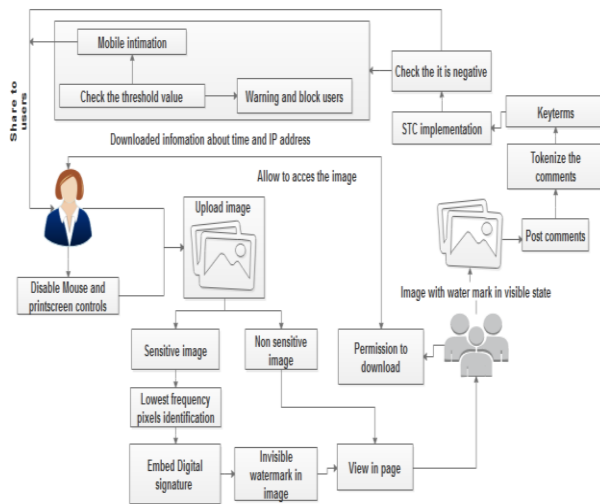 Mobile intimation
Check the threshold value
Warning and block users
Check the it is negative
STC implementation
Keyterms
Tokenize the
comments
Post comments
Share to
users
Downloaded infomation about time and IP address
Allow to acces the image
Upload image
Disable Mouse and
printscreen controls
Image with water mark in visible state
Sensitive image
Non sensitive
image
Permission to
download
Lowest frequency
pixels identification
Embed Digital
signature
Invisible
watermark in
image
View in page